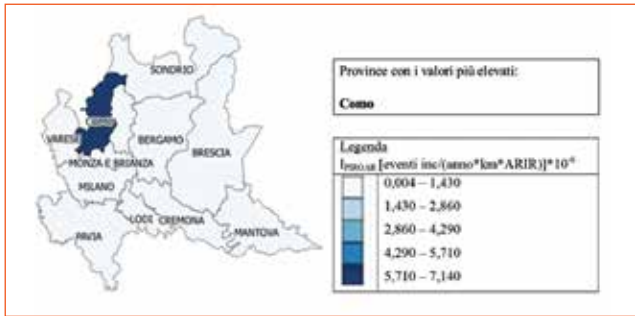 SONDRIO
COMO
VARESE
BERGAMO
BRESCIA
MONZA E BRIANZA
MILANO
LODI
CREMONA
PAVIA
MANTOVA
Province con i valori più elevati:
Como
Legenda
[eventi inc/(anno*km*ARIR)]*10⁻⁶
0,004 – 1,430
1,430 – 2,860
2,860 – 4,290
4,290 – 5,710
5,710 – 7,140